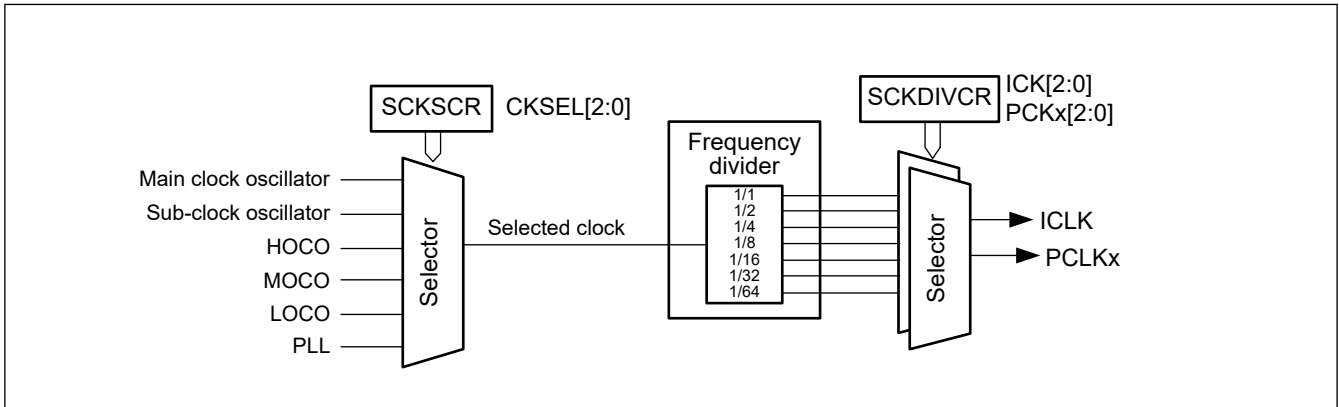 SCKSCR CKSEL[2:0]
SCKDIVCR
ICK[2:0]
PCKx[2:0]
Frequency
divider
Main clock oscillator
Sub-clock oscillator
HOCO
MOCO
LOCO
PLL
Selector
Selected clock
1/1
1/2
1/4
1/8
1/16
1/32
1/64
Selector
ICLK
PCLKx